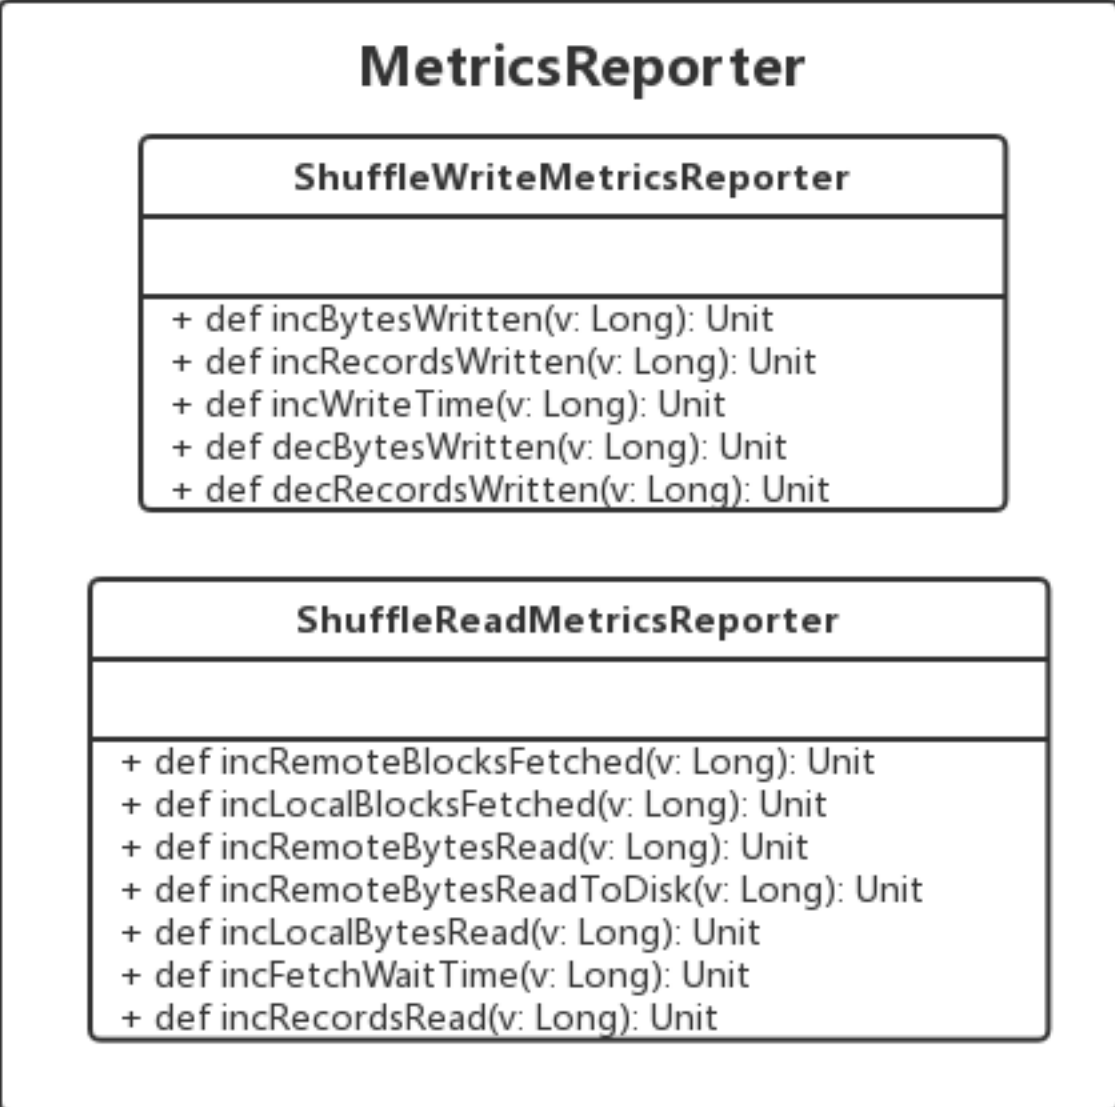 MetricsReporter
ShuffleWriteMetricsReporter
+ def incBytesWritten(v: Long): Unit
+ def incRecordsWritten(v: Long): Unit
+ def incWriteTime(v: Long): Unit
+ def decBytesWritten(v: Long): Unit
+ def decRecordsWritten(v: Long): Unit
ShuffleReadMetricsReporter
+ def incRemoteBlocksFetched(v: Long): Unit
+ def incLocalBlocksFetched(v: Long): Unit
+ def incRemoteBytesRead(v: Long): Unit
+ def incRemoteBytesReadToDisk(v: Long): Unit
+ def incLocalBytesRead(v: Long): Unit
+ def incFetchWaitTime(v: Long): Unit
+ def incRecordsRead(v: Long): Unit